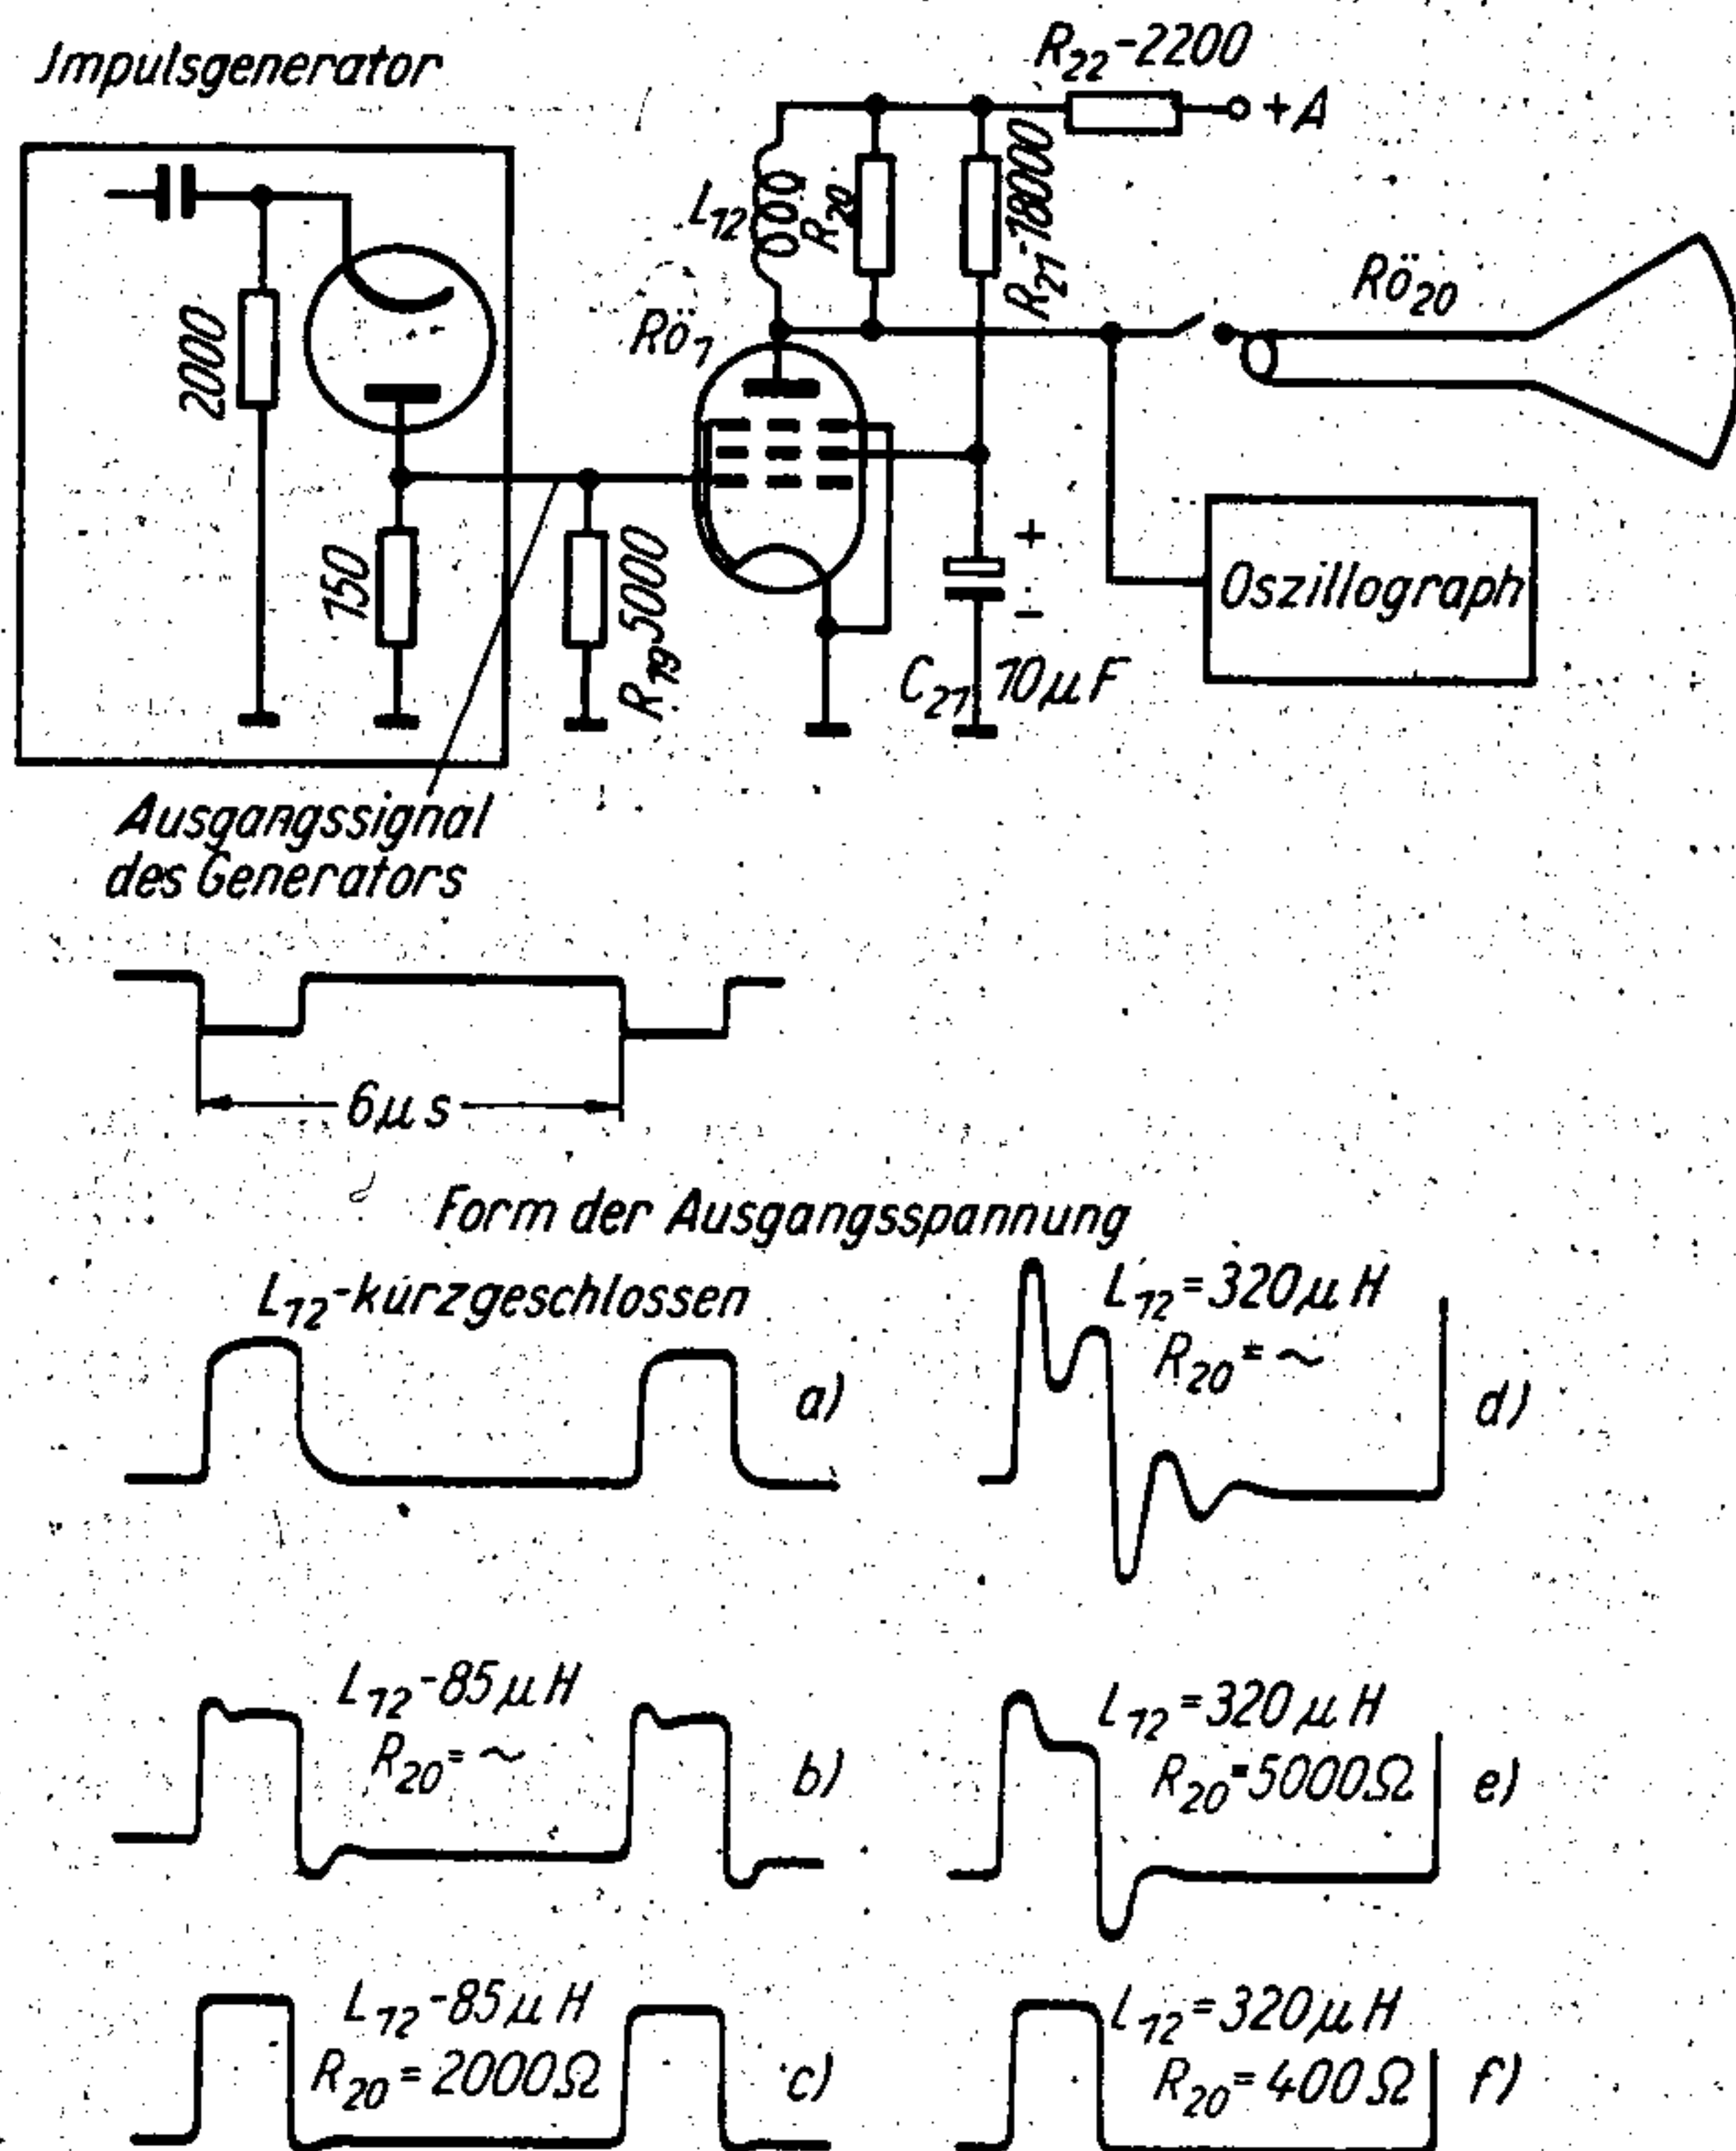 Impulsgenerator
R₂₂-2200
+A
L₁₂
R₂₀
R₂₁-18000
2000
Rö₁
Rö₂₀
150
R₁₉ 5000
+
-
C₂₁ 10μF
Oszillograph
Ausgangssignal
des Generators
6μs
Form der Ausgangsspannung
L₁₂-kurzgeschlossen
a)
L₁₂=320μH
R₂₀=~
d)
L₁₂-85μH
R₂₀=~
b)
L₁₂=320μH
R₂₀=5000Ω
e)
L₁₂-85μH
R₂₀=2000Ω
c)
L₁₂=320μH
R₂₀=400Ω
f)